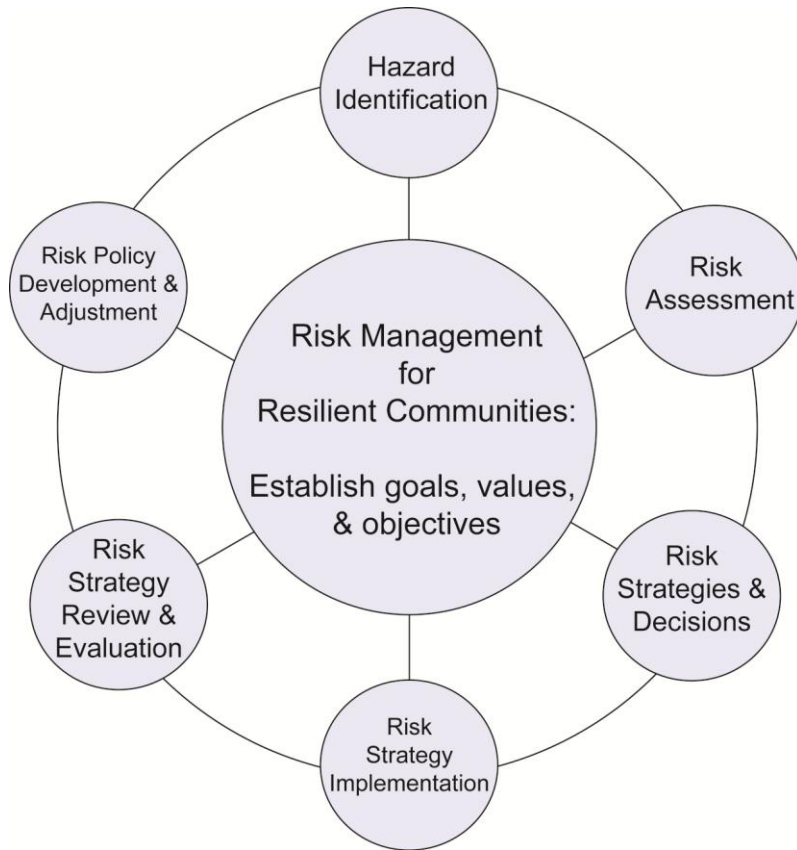 Hazard
Identification
Risk
Assessment
Risk
Strategies &
Decisions
Risk
Strategy
Implementation
Risk
Strategy
Review &
Evaluation
Risk Policy
Development &
Adjustment
Risk Management
for
Resilient Communities:
Establish goals, values,
& objectives